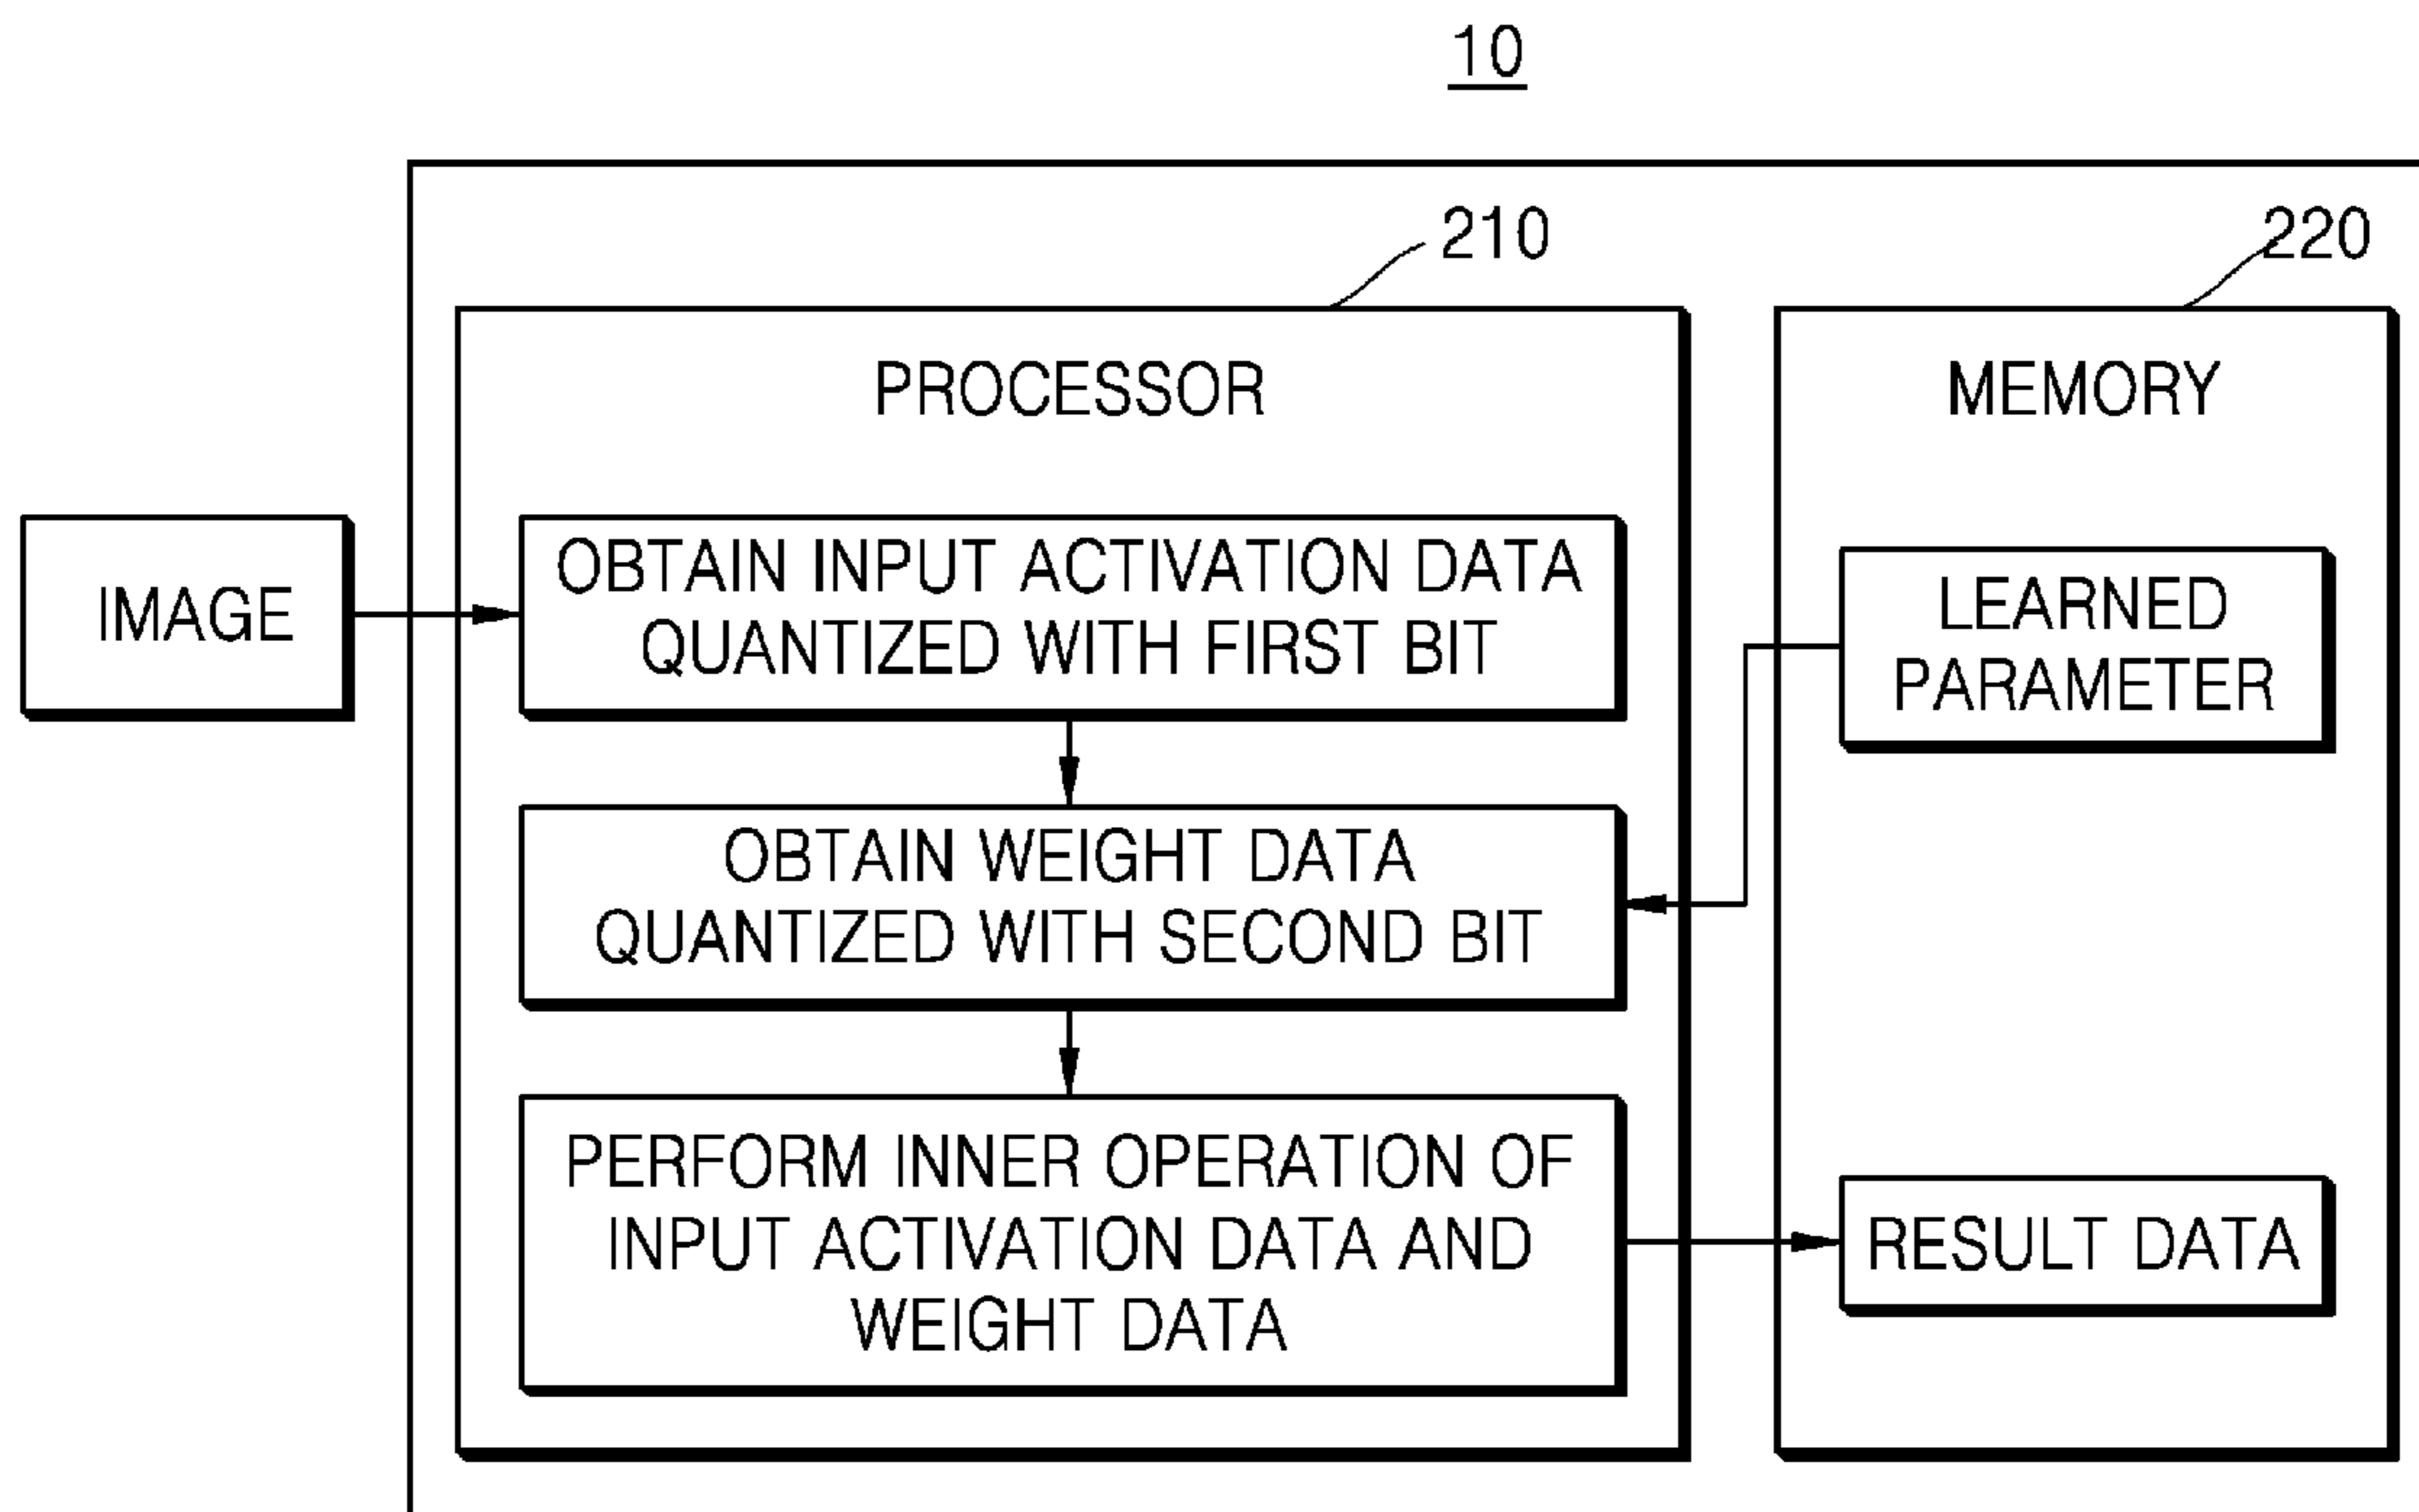 10
210
220
PROCESSOR
MEMORY
IMAGE
OBTAIN INPUT ACTIVATION DATA
QUANTIZED WITH FIRST BIT
LEARNED
PARAMETER
OBTAIN WEIGHT DATA
QUANTIZED WITH SECOND BIT
PERFORM INNER OPERATION OF
INPUT ACTIVATION DATA AND
WEIGHT DATA
RESULT DATA